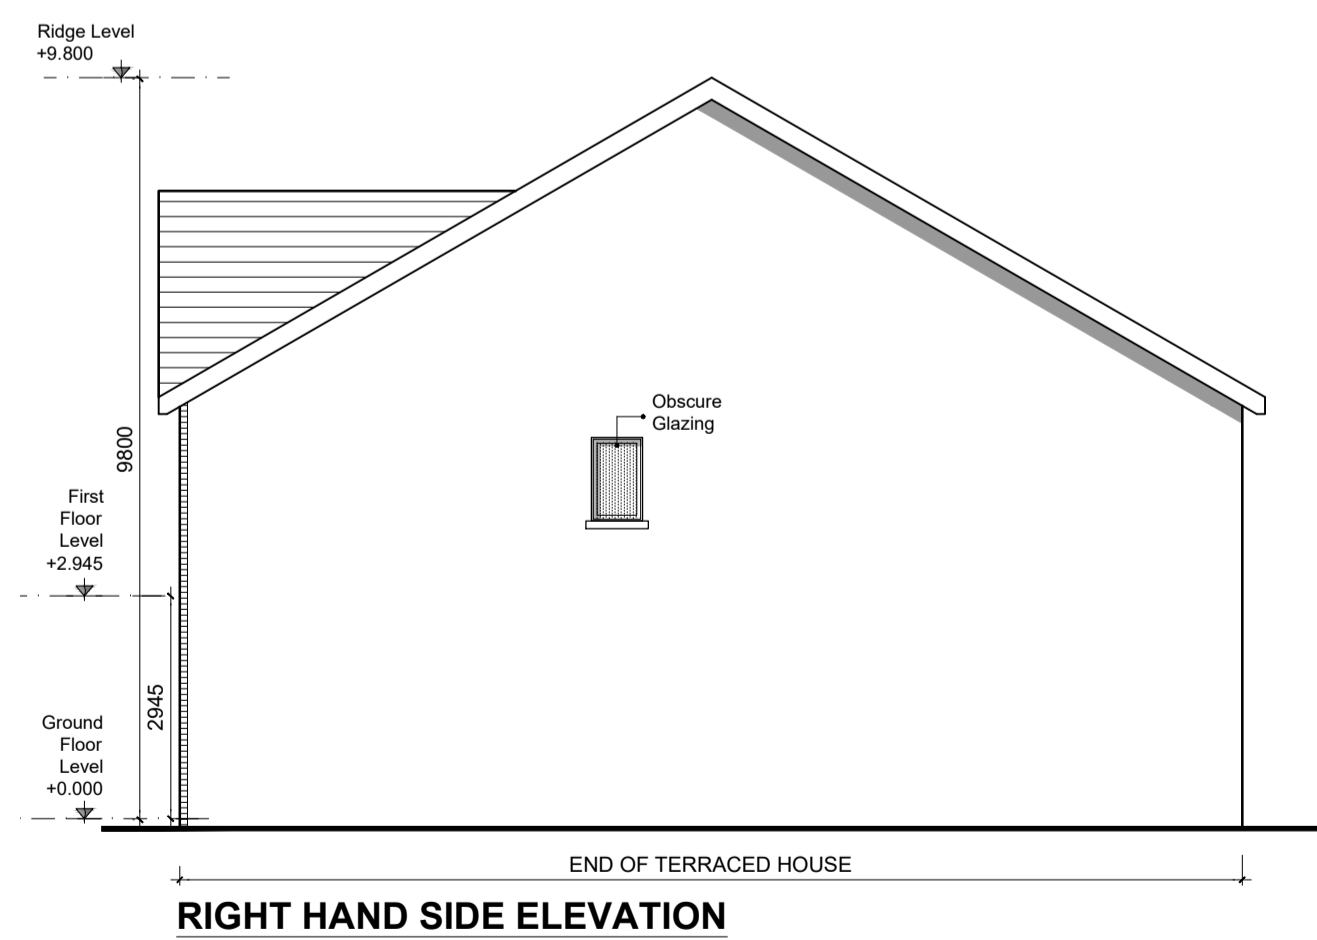 Ridge Level
+9.800
Obscure
Glazing
9800
First
Floor
Level
+2.945
2945
Ground
Floor
Level
+0.000
END OF TERRACED HOUSE
RIGHT HAND SIDE ELEVATION